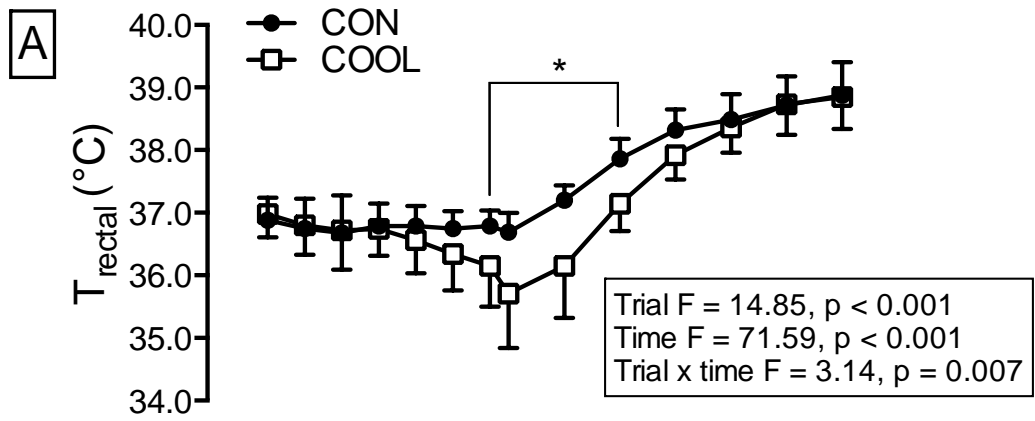 A
CON
COOL
*
T rectal (°C)
40.0
39.0
38.0
37.0
36.0
35.0
34.0
Trial F = 14.85, p < 0.001
Time F = 71.59, p < 0.001
Trial x time F = 3.14, p = 0.007